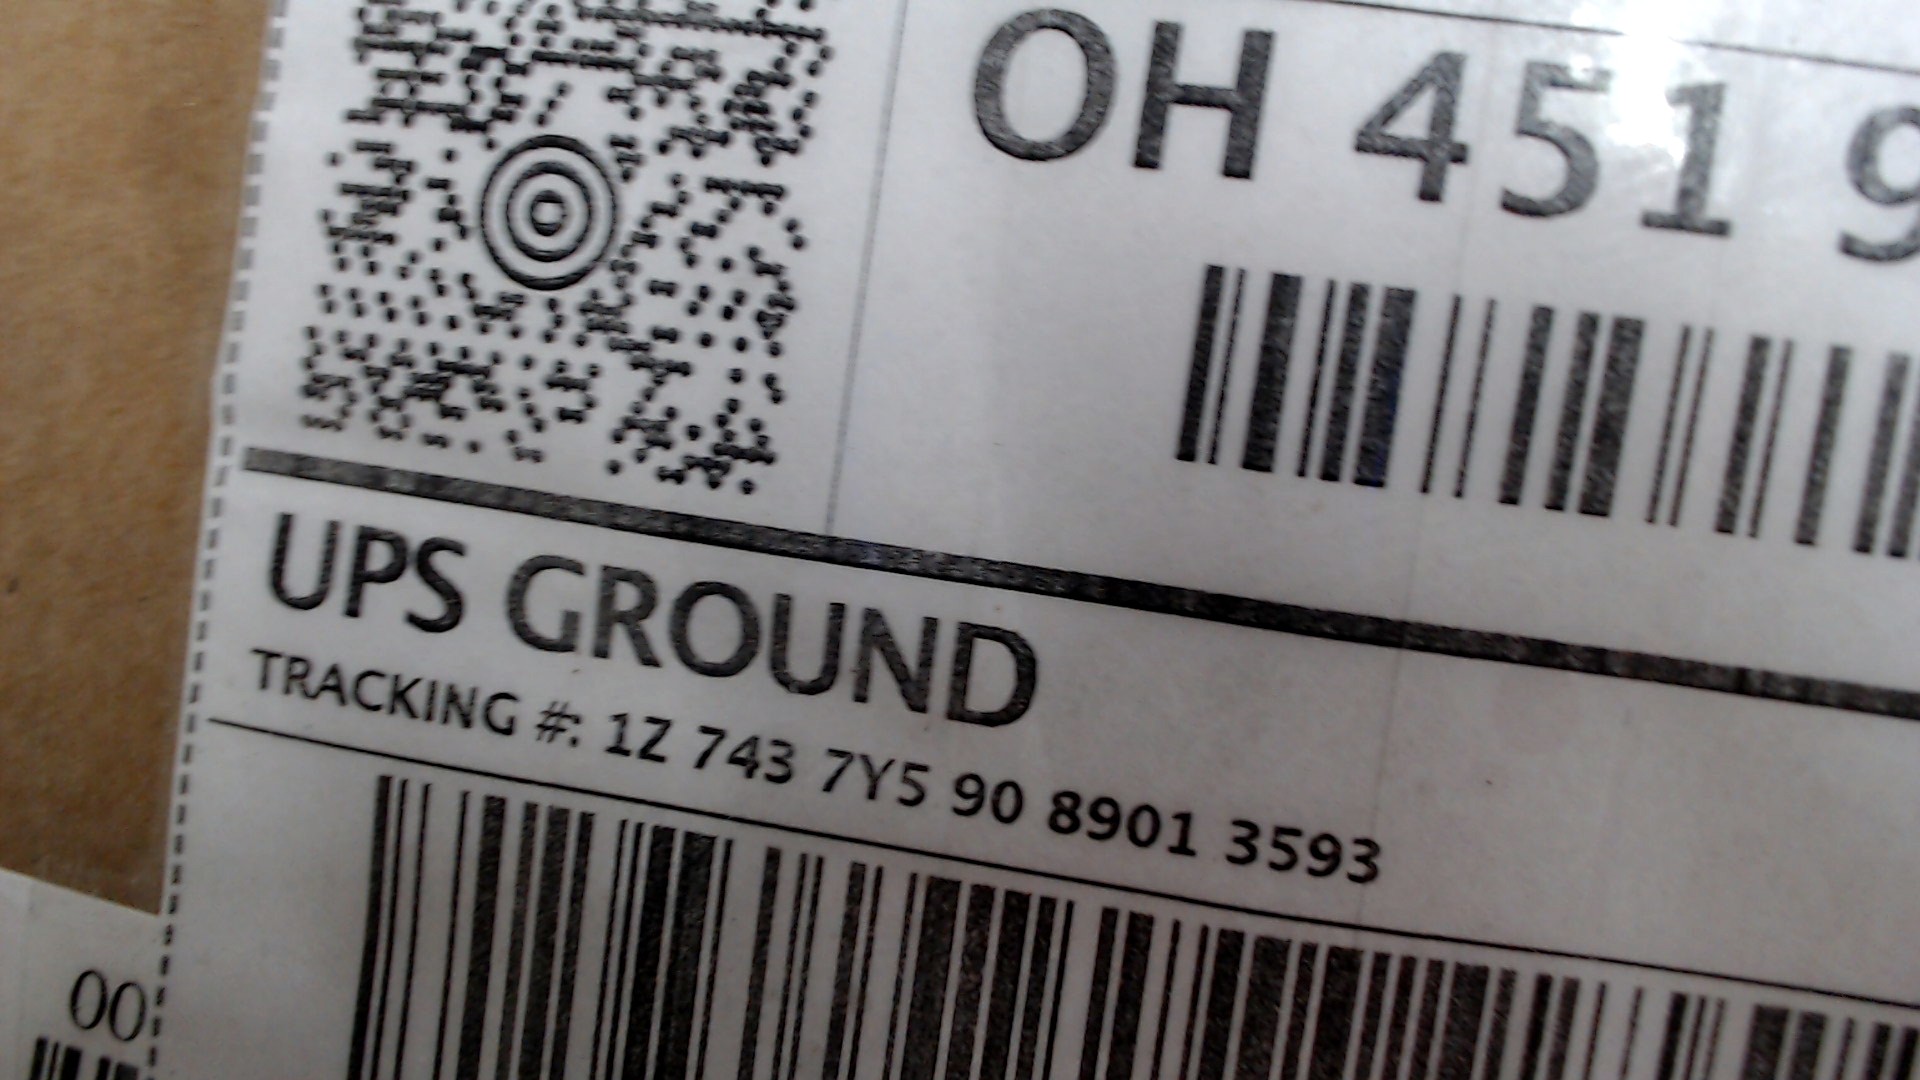 OH 451 9
UPS GROUND
TRACKING #: 1Z 743 7Y5 90 8901 3593
00